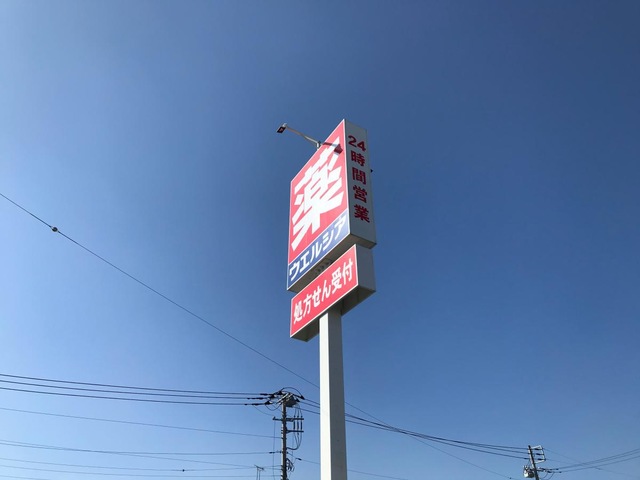 薬
ウエルシア
処方せん受付
24時間営業